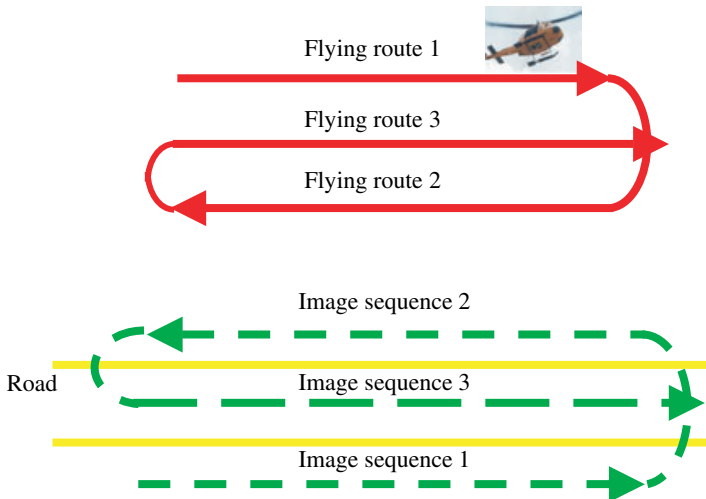 Flying route 1
Flying route 3
Flying route 2
Image sequence 2
Road
Image sequence 3
Image sequence 1